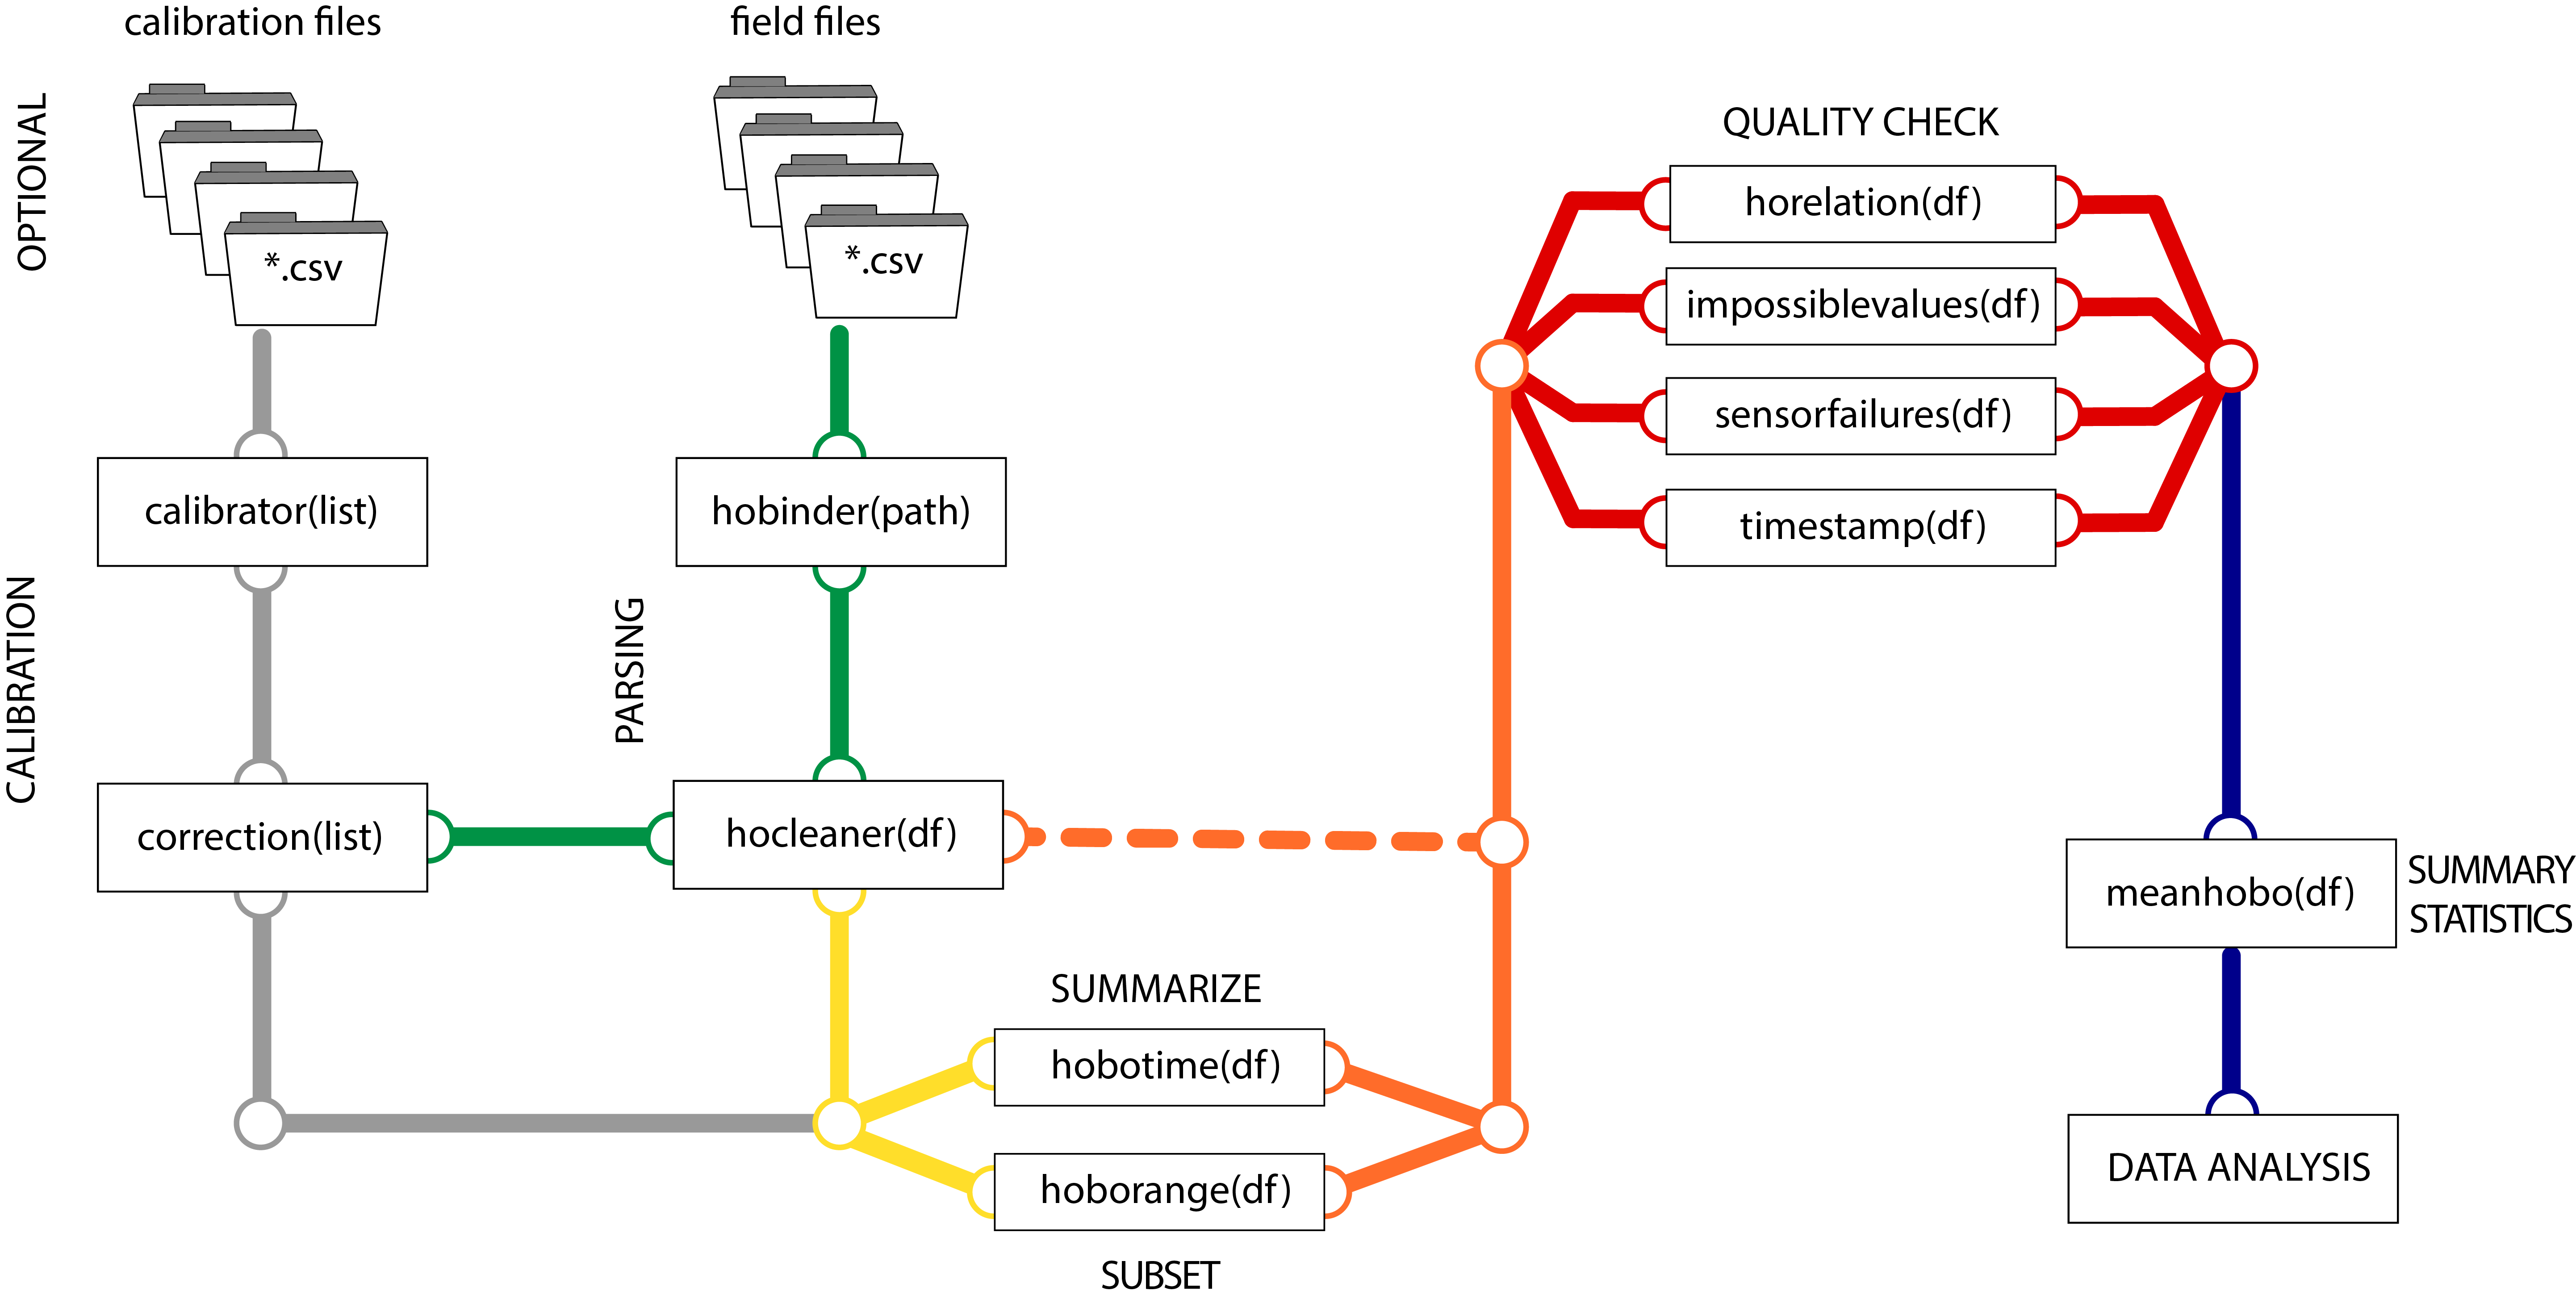 calibration files
field files
OPTIONAL
*.csv
*.csv
QUALITY CHECK
horelation(df)
impossiblevalues(df)
sensorfailures(df)
timestamp(df)
calibrator(list)
hobinder(path)
CALIBRATION
PARSING
correction(list)
hocleaner(df)
meanhobo(df)
SUMMARY
STATISTICS
SUMMARIZE
hobotime(df)
hoborange(df)
SUBSET
DATA ANALYSIS